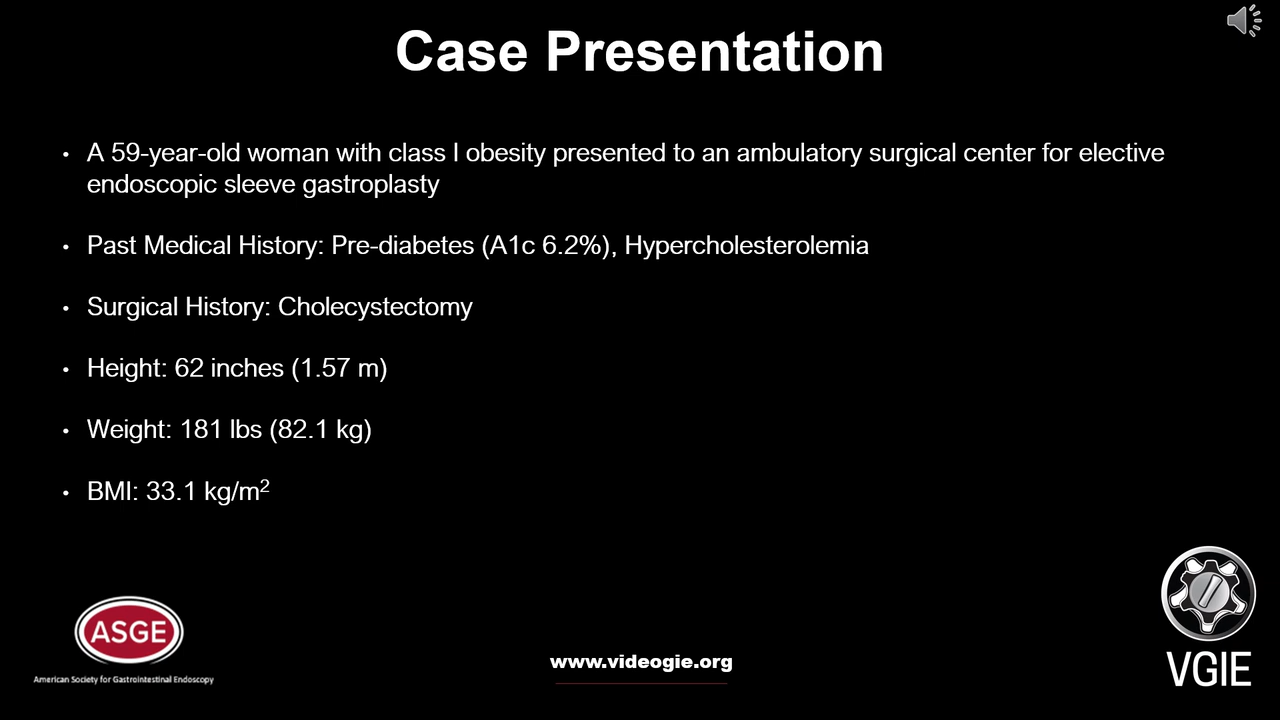 Case Presentation
• A 59-year-old woman with class I obesity presented to an ambulatory surgical center for elective
endoscopic sleeve gastroplasty
• Past Medical History: Pre-diabetes (A1c 6.2%), Hypercholesterolemia
• Surgical History: Cholecystectomy
• Height: 62 inches (1.57 m)
• Weight: 181 lbs (82.1 kg)
• BMI: 33.1 kg/m²
ASGE
American Society for Gastrointestinal Endoscopy
www.videogie.org
VGIE